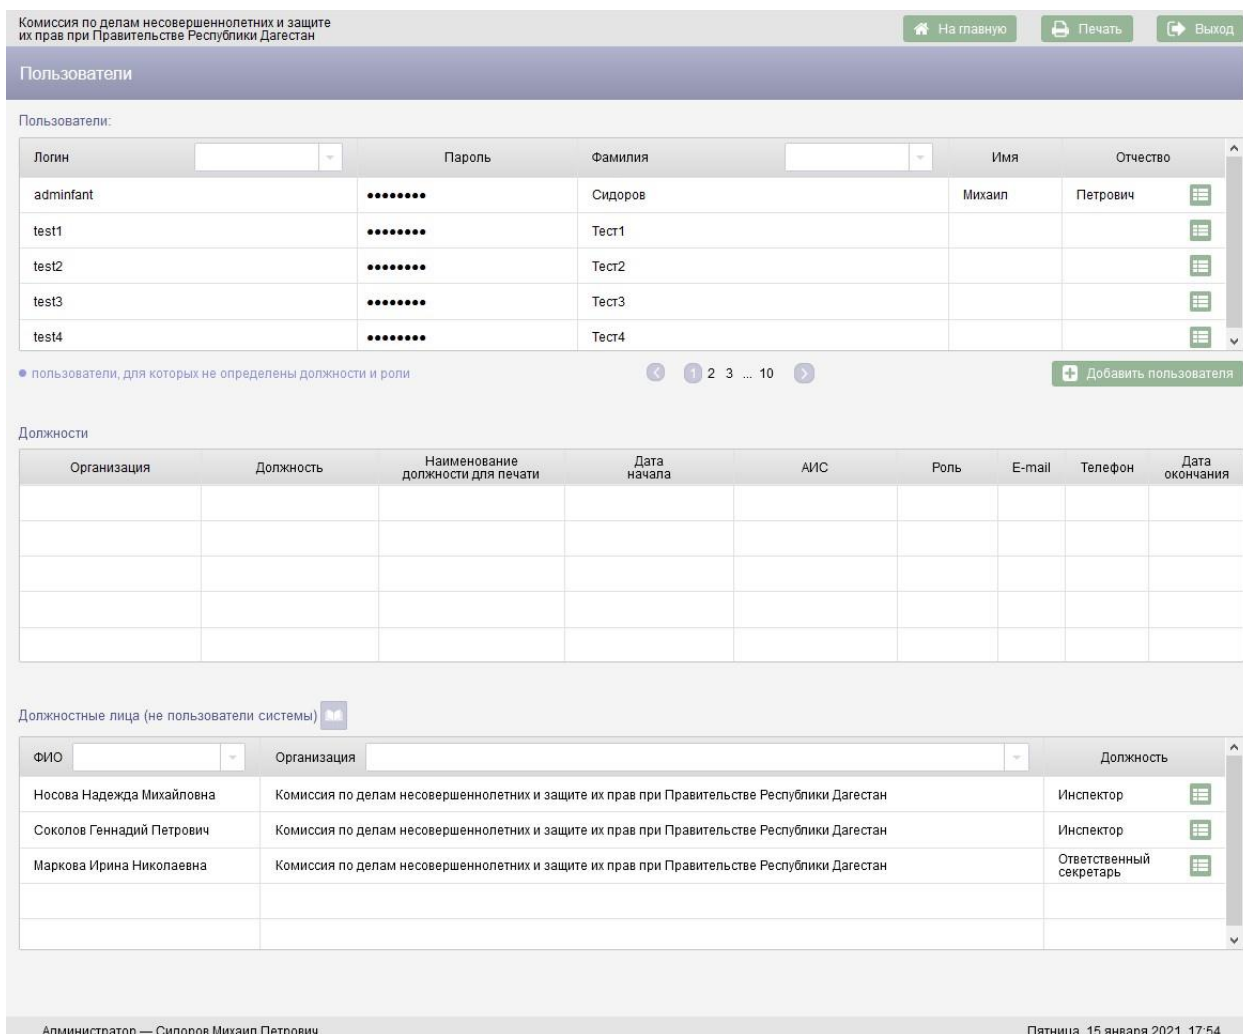 Комиссия по делам несовершеннолетних и защите
их прав при Правительстве Республики Дагестан
На главную Печать Выход
Пользователи
Пользователи:
Логин Пароль Фамилия Имя Отчество
adminfant •••••••• Сидоров Михаил Петрович
test1 •••••••• Тест1
test2 •••••••• Тест2
test3 •••••••• Тест3
test4 •••••••• Тест4
• пользователи, для которых не определены должности и роли 1 2 3 ... 10 Добавить пользователя
Должности
Организация Должность Наименование должности для печати Дата начала АИС Роль E-mail Телефон Дата окончания
Должностные лица (не пользователи системы)
ФИО Организация Должность
Носова Надежда Михайловна Комиссия по делам несовершеннолетних и защите их прав при Правительстве Республики Дагестан Инспектор
Соколов Геннадий Петрович Комиссия по делам несовершеннолетних и защите их прав при Правительстве Республики Дагестан Инспектор
Маркова Ирина Николаевна Комиссия по делам несовершеннолетних и защите их прав при Правительстве Республики Дагестан Ответственный секретарь
Администратор — Сидоров Михаил Петрович Пятница, 15 января 2021, 17:54